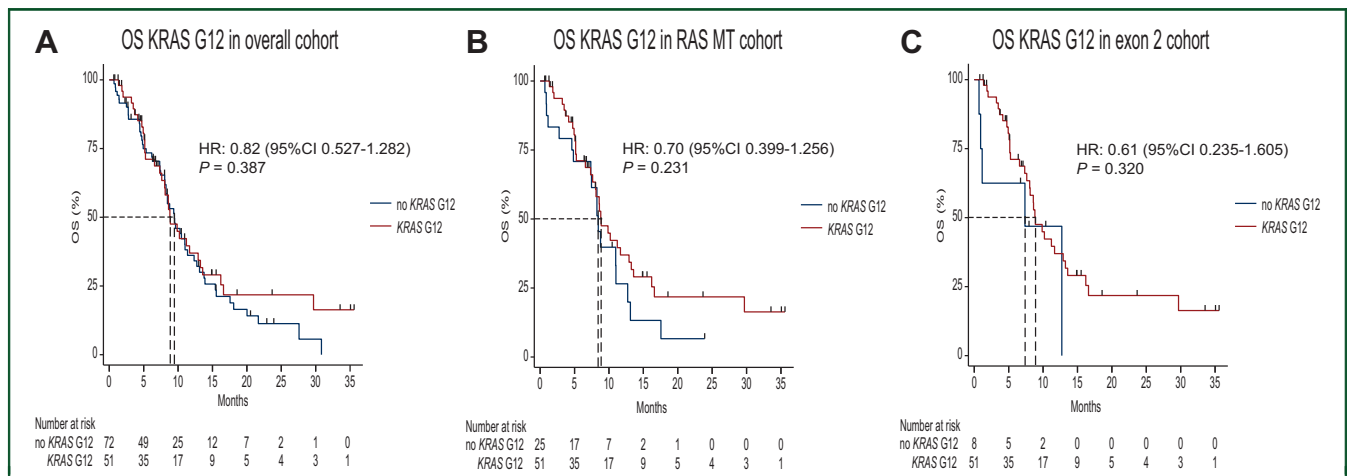 A
OS KRAS G12 in overall cohort
100
75
50
25
0
OS (%)
HR: 0.82 (95%CI 0.527-1.282)
P = 0.387
no KRAS G12
KRAS G12
0 5 10 15 20 25 30 35
Months
Number at risk
no KRAS G12 72 49 25 12 7 2 1 0
KRAS G12 51 35 17 9 5 4 3 1
B
OS KRAS G12 in RAS MT cohort
100
75
50
25
0
OS (%)
HR: 0.70 (95%CI 0.399-1.256)
P = 0.231
no KRAS G12
KRAS G12
0 5 10 15 20 25 30 35
Months
Number at risk
no KRAS G12 25 17 7 2 1 0 0 0
KRAS G12 51 35 17 9 5 4 3 1
C
OS KRAS G12 in exon 2 cohort
100
75
50
25
0
OS (%)
HR: 0.61 (95%CI 0.235-1.605)
P = 0.320
no KRAS G12
KRAS G12
0 5 10 15 20 25 30 35
Months
Number at risk
no KRAS G12 8 5 2 0 0 0 0 0
KRAS G12 51 35 17 9 5 4 3 1